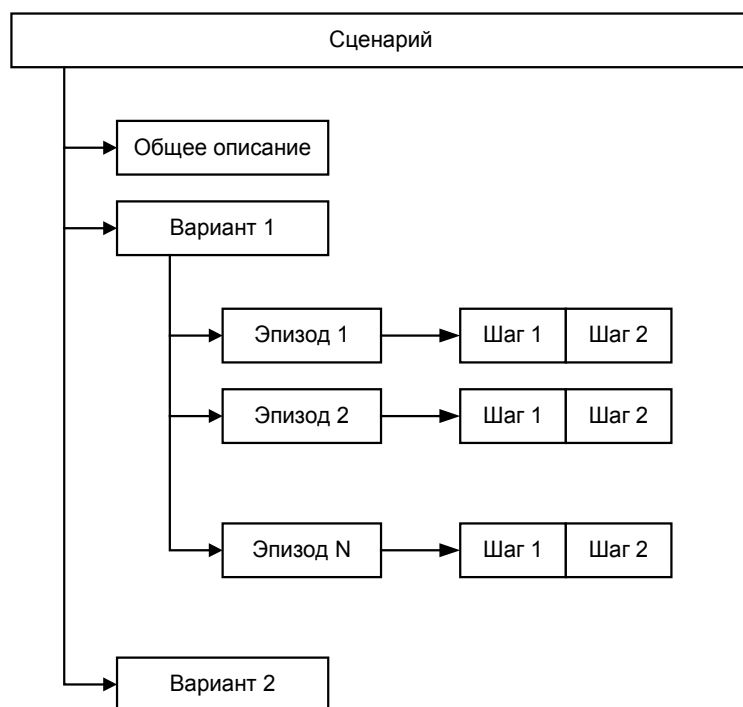 Сценарий
Общее описание
Вариант 1
Эпизод 1
Шаг 1
Шаг 2
Эпизод 2
Шаг 1
Шаг 2
Эпизод N
Шаг 1
Шаг 2
Вариант 2